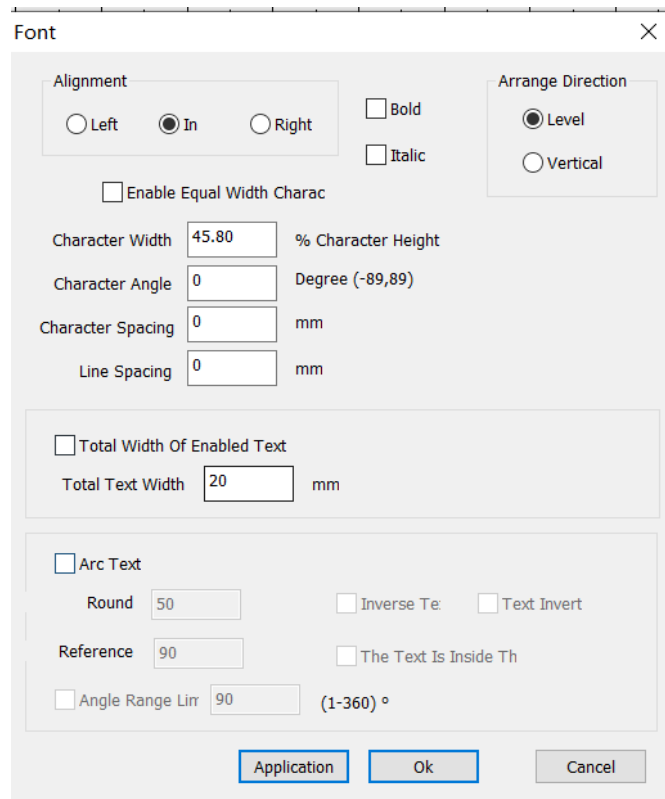 Font
Alignment
Arrange Direction
Left In Right
Bold
Level
Italic
Vertical
Enable Equal Width Charac
Character Width 45.80 % Character Height
Character Angle 0 Degree (-89,89)
Character Spacing 0 mm
Line Spacing 0 mm
Total Width Of Enabled Text
Total Text Width 20 mm
Arc Text
Round 50 Inverse Te: Text Invert
Reference 90 The Text Is Inside Th
Angle Range Lim 90 (1-360) °
Application Ok Cancel